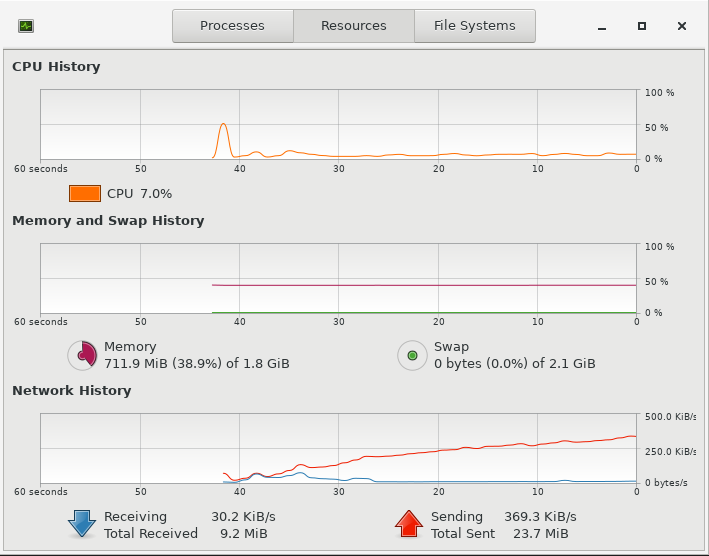 Processes Resources File Systems
CPU History
100 %
50 %
0 %
60 seconds 50 40 30 20 10 0
CPU 7.0%
Memory and Swap History
100 %
50 %
0 %
60 seconds 50 40 30 20 10 0
Memory
711.9 MiB (38.9%) of 1.8 GiB
Swap
0 bytes (0.0%) of 2.1 GiB
Network History
500.0 KiB/s
250.0 KiB/s
0 bytes/s
60 seconds 50 40 30 20 10 0
Receiving 30.2 KiB/s
Total Received 9.2 MiB
Sending 369.3 KiB/s
Total Sent 23.7 MiB